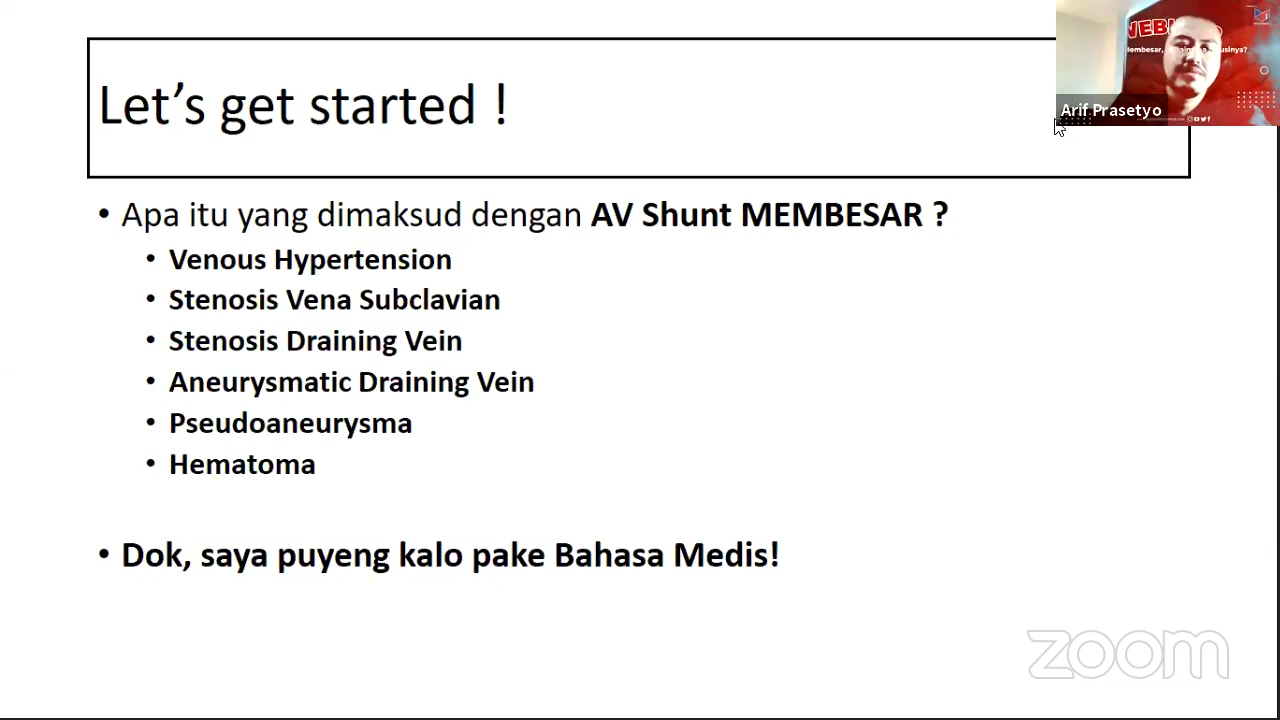 Let's get started !
Arif Prasetyo
• Apa itu yang dimaksud dengan AV Shunt MEMBESAR ?
• Venous Hypertension
• Stenosis Vena Subclavian
• Stenosis Draining Vein
• Aneurysmatic Draining Vein
• Pseudoaneurysma
• Hematoma
• Dok, saya puyeng kalo pake Bahasa Medis!
zoom